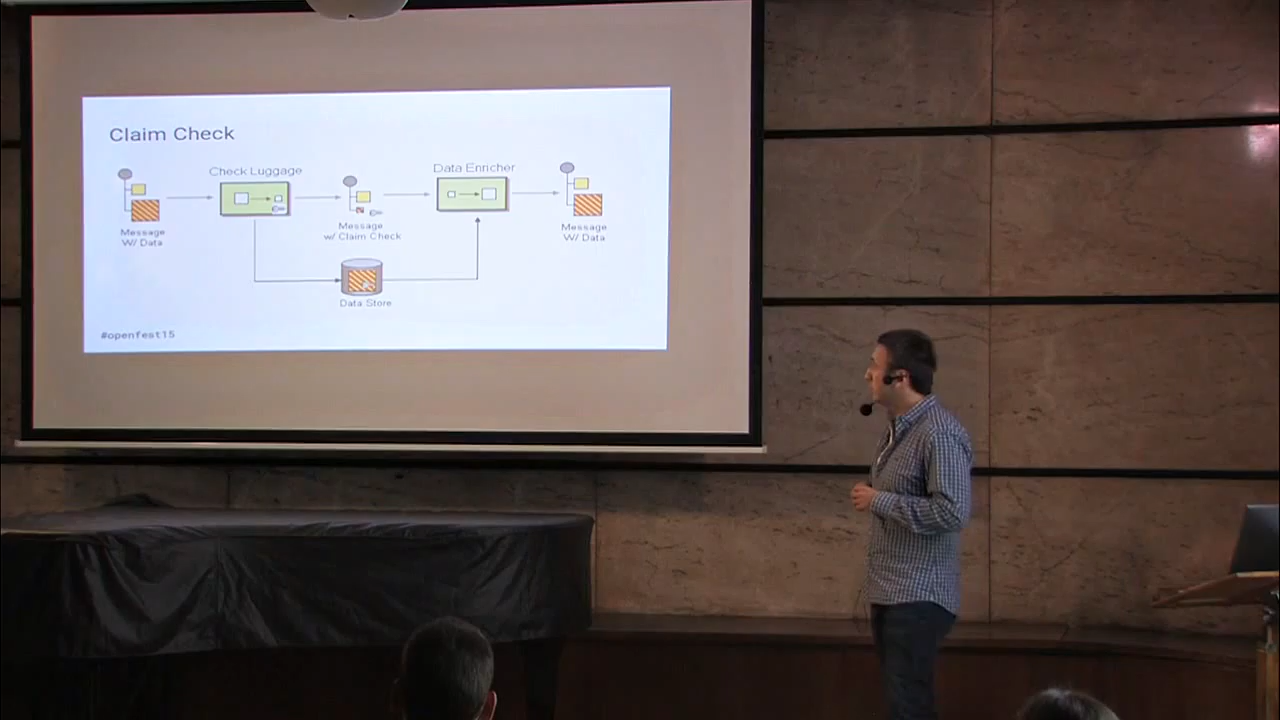 Claim Check
Check Luggage
Data Enricher
Message
W/ Data
Message
w/ Claim Check
Message
W/ Data
Data Store
#openfest15